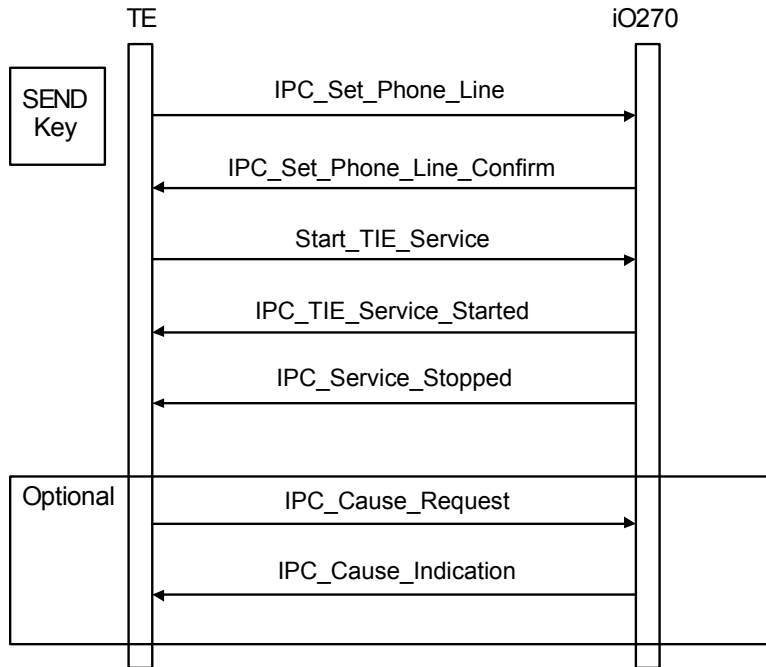 TE
iO270
SEND
Key
IPC_Set_Phone_Line
IPC_Set_Phone_Line_Confirm
Start_TIE_Service
IPC_TIE_Service_Started
IPC_Service_Stopped
Optional
IPC_Cause_Request
IPC_Cause_Indication